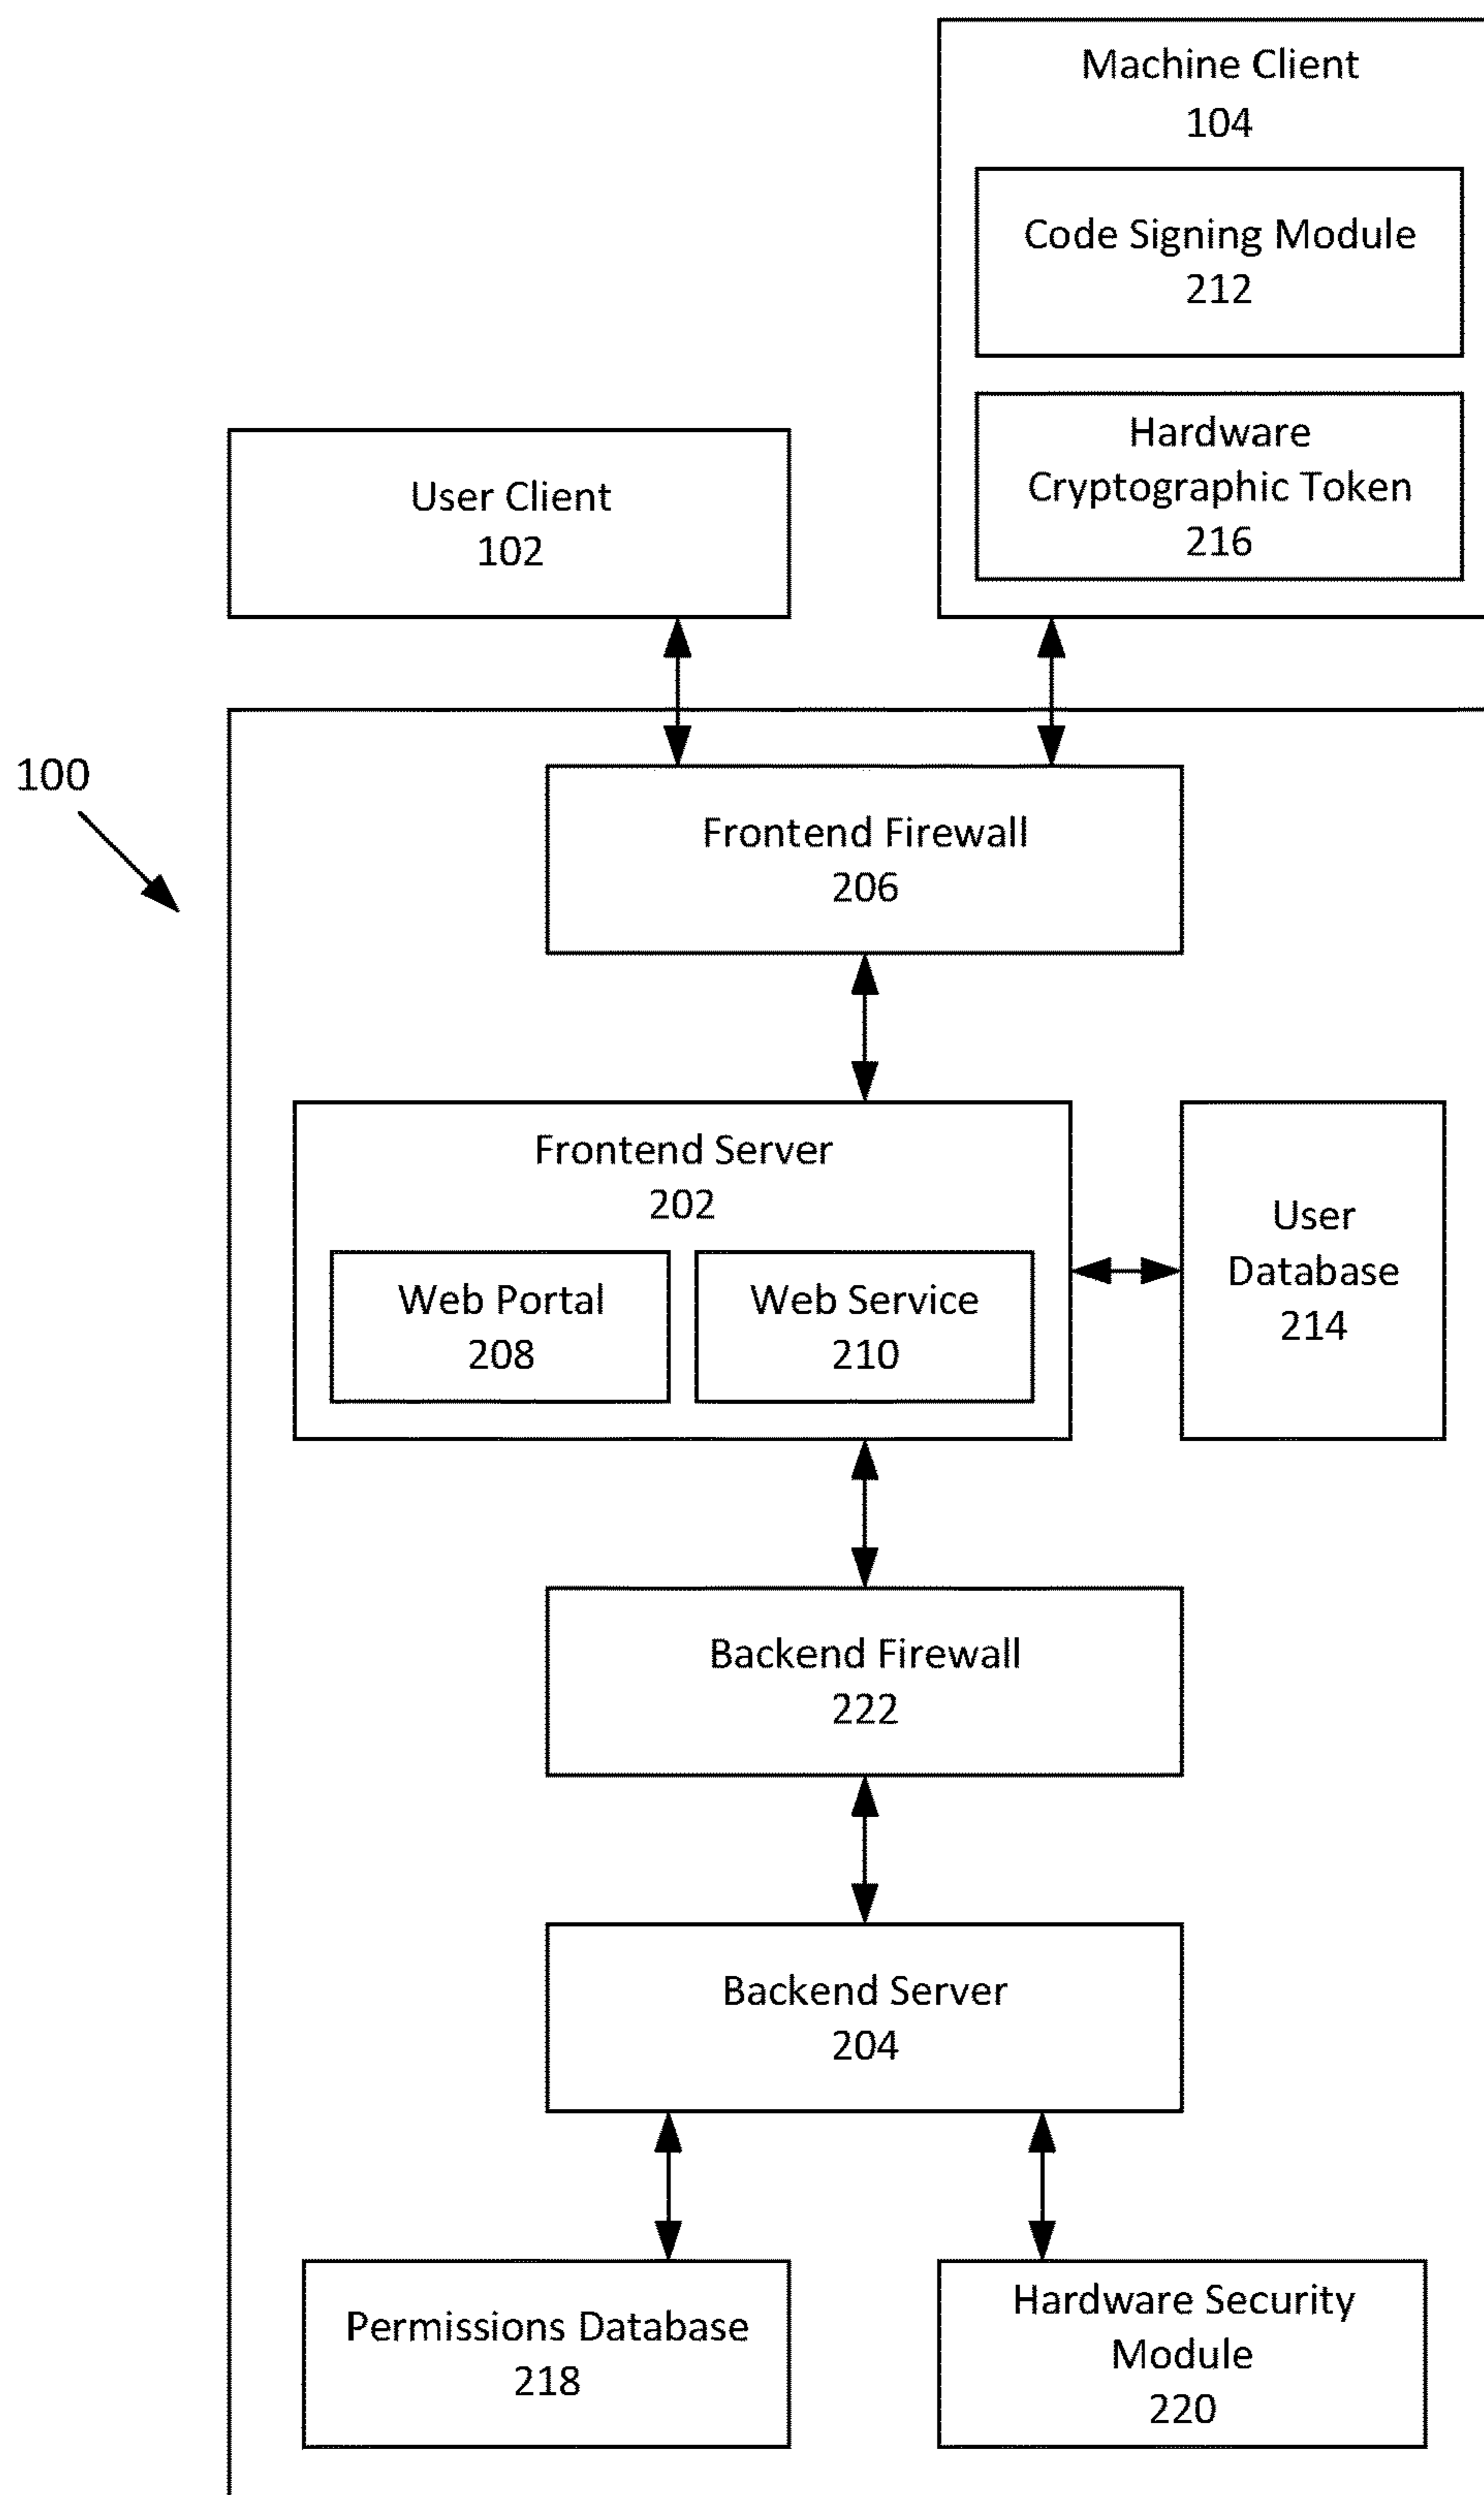 Machine Client
104
Code Signing Module
212
Hardware
Cryptographic Token
216
User Client
102
100
Frontend Firewall
206
Frontend Server
202
Web Portal
208
Web Service
210
User
Database
214
Backend Firewall
222
Backend Server
204
Permissions Database
218
Hardware Security
Module
220